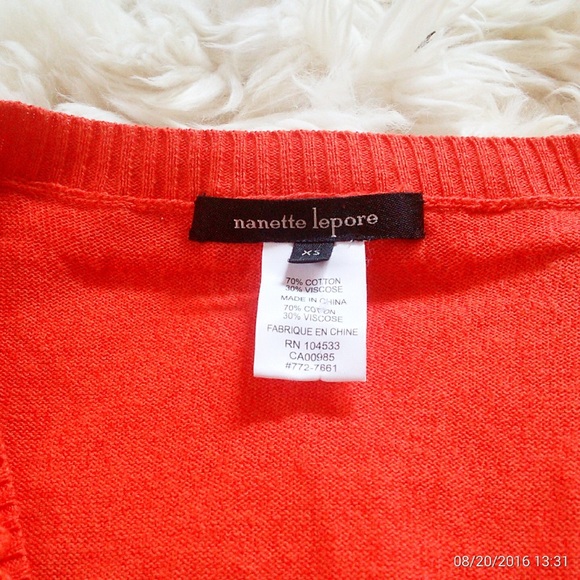 nanette lepore
XS
70% COTTON
30% VISCOSE
MADE IN CHINA
70% COTTON
30% VISCOSE
FABRIQUE EN CHINE
RN 104533
CA00985
#772-7661
08/20/2016 13:31